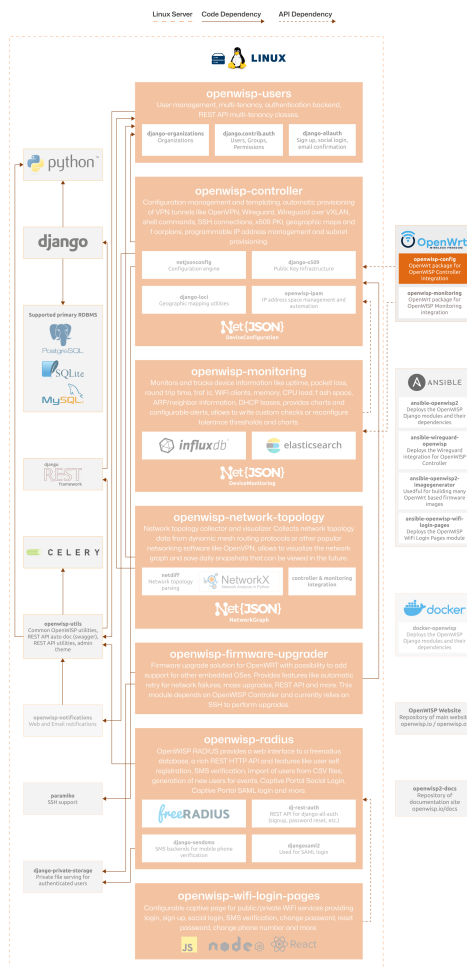 Linux Server
Code Dependency
API Dependency
LINUX
openwisp-users
User management, multi-tenancy, authentication backend,
REST API multi-tenancy classes.
django-organizations
Organizations
django.contrib.auth
Users, Groups,
Permissions
django-allauth
Sign up, social login,
email confirmation
python™
django
Supported primary RDBMS
PostgreSQL
SQLite
MySQL
django
REST
framework
CELERY
openwisp-utils
Common OpenWISP utilities,
REST API auto doc (swagger),
REST API utilities, admin
theme
openwisp-notifications
Web and Email notifications
paramiko
SSH support
django-private-storage
Private file serving for
authenticated users
openwisp-controller
Configuration management and templating, automatic provisioning
of VPN tunnels like OpenVPN, Wireguard, Wireguard over VXLAN,
shell commands, SSH connections, x509 PKI, geographic maps and
programmable IP address management and subnet
provisioning.
netjsonconfig
Configuration engine
django-x509
Public Key Infrastructure
django-loci
Geographic mapping utilities
openwisp-ipam
IP address space management and
automation
Net{JSON}
DeviceConfiguration
openwisp-monitoring
Monitors and tracks device information like uptime, packet loss,
round trip time, WiFi clients, memory, CPU load,
ARP/neighbor information, DHCP leases, provides charts and
configurable alerts, allows to write custom checks or reconfigure
tolerance thresholds and charts.
influxdb
elasticsearch
Net{JSON}
DeviceMonitoring
openwisp-network-topology
Network topology collector and visualizer. Collects network topology
data from dynamic mesh routing protocols or other popular
networking software like OpenVPN, allows to visualize the network
graph and save daily snapshots that can be viewed in the future.
netdiff
Network topology
parsing
NetworkX
Network Analysis in Python
controller & monitoring
integration
Net{JSON}
NetworkGraph
openwisp-firmware-upgrader
Firmware upgrade solution for OpenWRT with possibility to add
support for other embedded OSes. Provides features like automatic
retry for network failures, mass upgrades, REST API and more. This
module depends on OpenWISP Controller and currently relies on
SSH to perform upgrades
openwisp-radius
OpenWISP RADIUS provides a web interface to a freeradius
database, a rich REST HTTP API and features like user self
registration, SMS verification, import of users from CSV files,
generation of new users for events, Captive Portal Social Login,
Captive Portal SAML login and more.
freeRADIUS
dj-rest-auth
REST API for django-all-auth
(signup, password reset, etc.)
django-sendsms
SMS backends for mobile phone
verification
djangosaml2
Used for SAML login
openwisp-wifi-login-pages
Configurable captive page for public/private WiFi services providing
login, sign up, social login, SMS verification, change password, reset
password, change phone number and more.
JS
node
React
OpenWrt
WIRELESS FREEDOM
openwisp-config
OpenWrt package for
OpenWISP Controller
integration
openwisp-monitoring
OpenWrt package for
OpenWISP Monitoring
integration
ANSIBLE
ansible-openwisp2
Deploys the OpenWISP
Django modules and their
dependencies
ansible-wireguard-
openwisp
Deploys the Wireguard
integration for OpenWISP
Controller
ansible-openwisp2-
imagegenerator
Useful for building many
OpenWrt based firmware
images
ansible-openwisp-wifi-
login-pages
Deploys the OpenWISP
WiFi Login Pages module
docker
docker-openwisp
Deploys the OpenWISP
Django modules and their
dependencies
OpenWISP Website
Repository of main website
openwisp.io / openwisp.o
openwisp2-docs
Repository of
documentation site
openwisp.io/docs